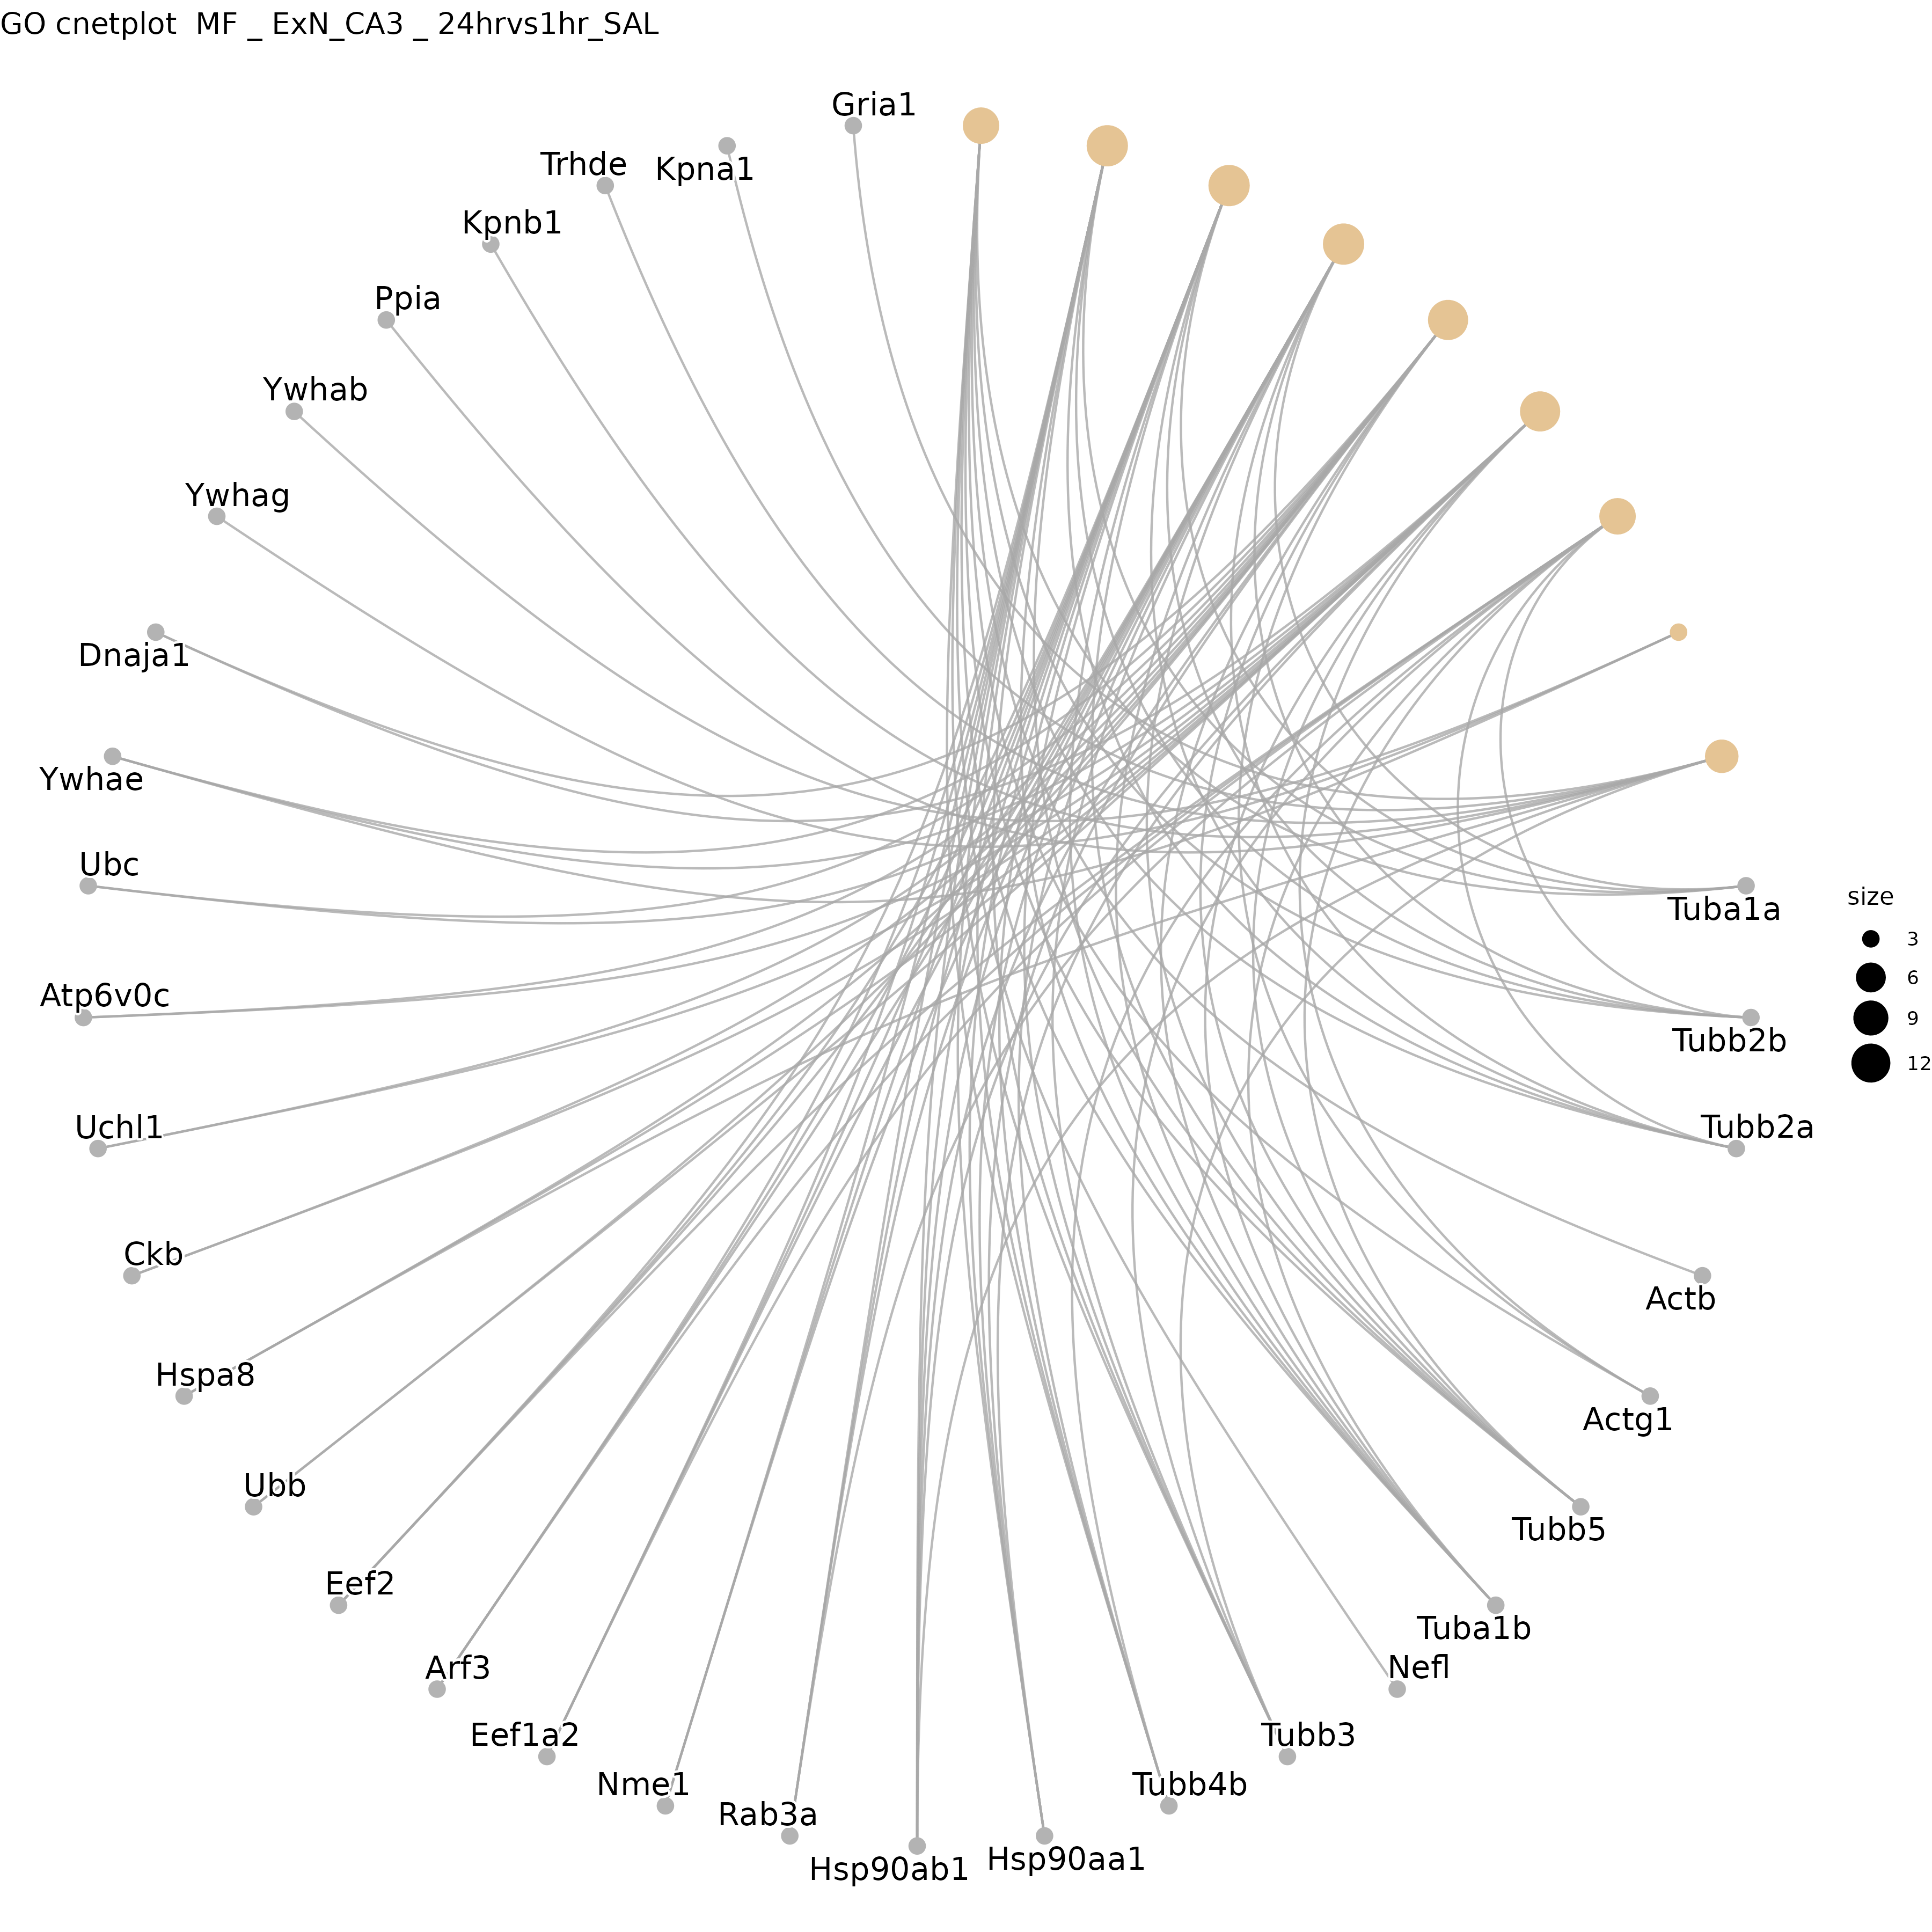 GO cnetplot  MF _ ExN_CA3 _ 24hrvs1hr_SAL
Gria1
Trhde
Kpna1
Kpnb1
Ppia
Ywhab
Ywhag
Dnaja1
Ywhae
Ubc
size
Tuba1a
3
6
Atp6v0c
9
Tubb2b
12
Uchl1
Tubb2a
Ckb
Actb
Hspa8
Actg1
Ubb
Tubb5
Eef2
Tuba1b
Arf3
Nefl
Eef1a2
Tubb3
Nme1
Tubb4b
Rab3a
Hsp90ab1
Hsp90aa1